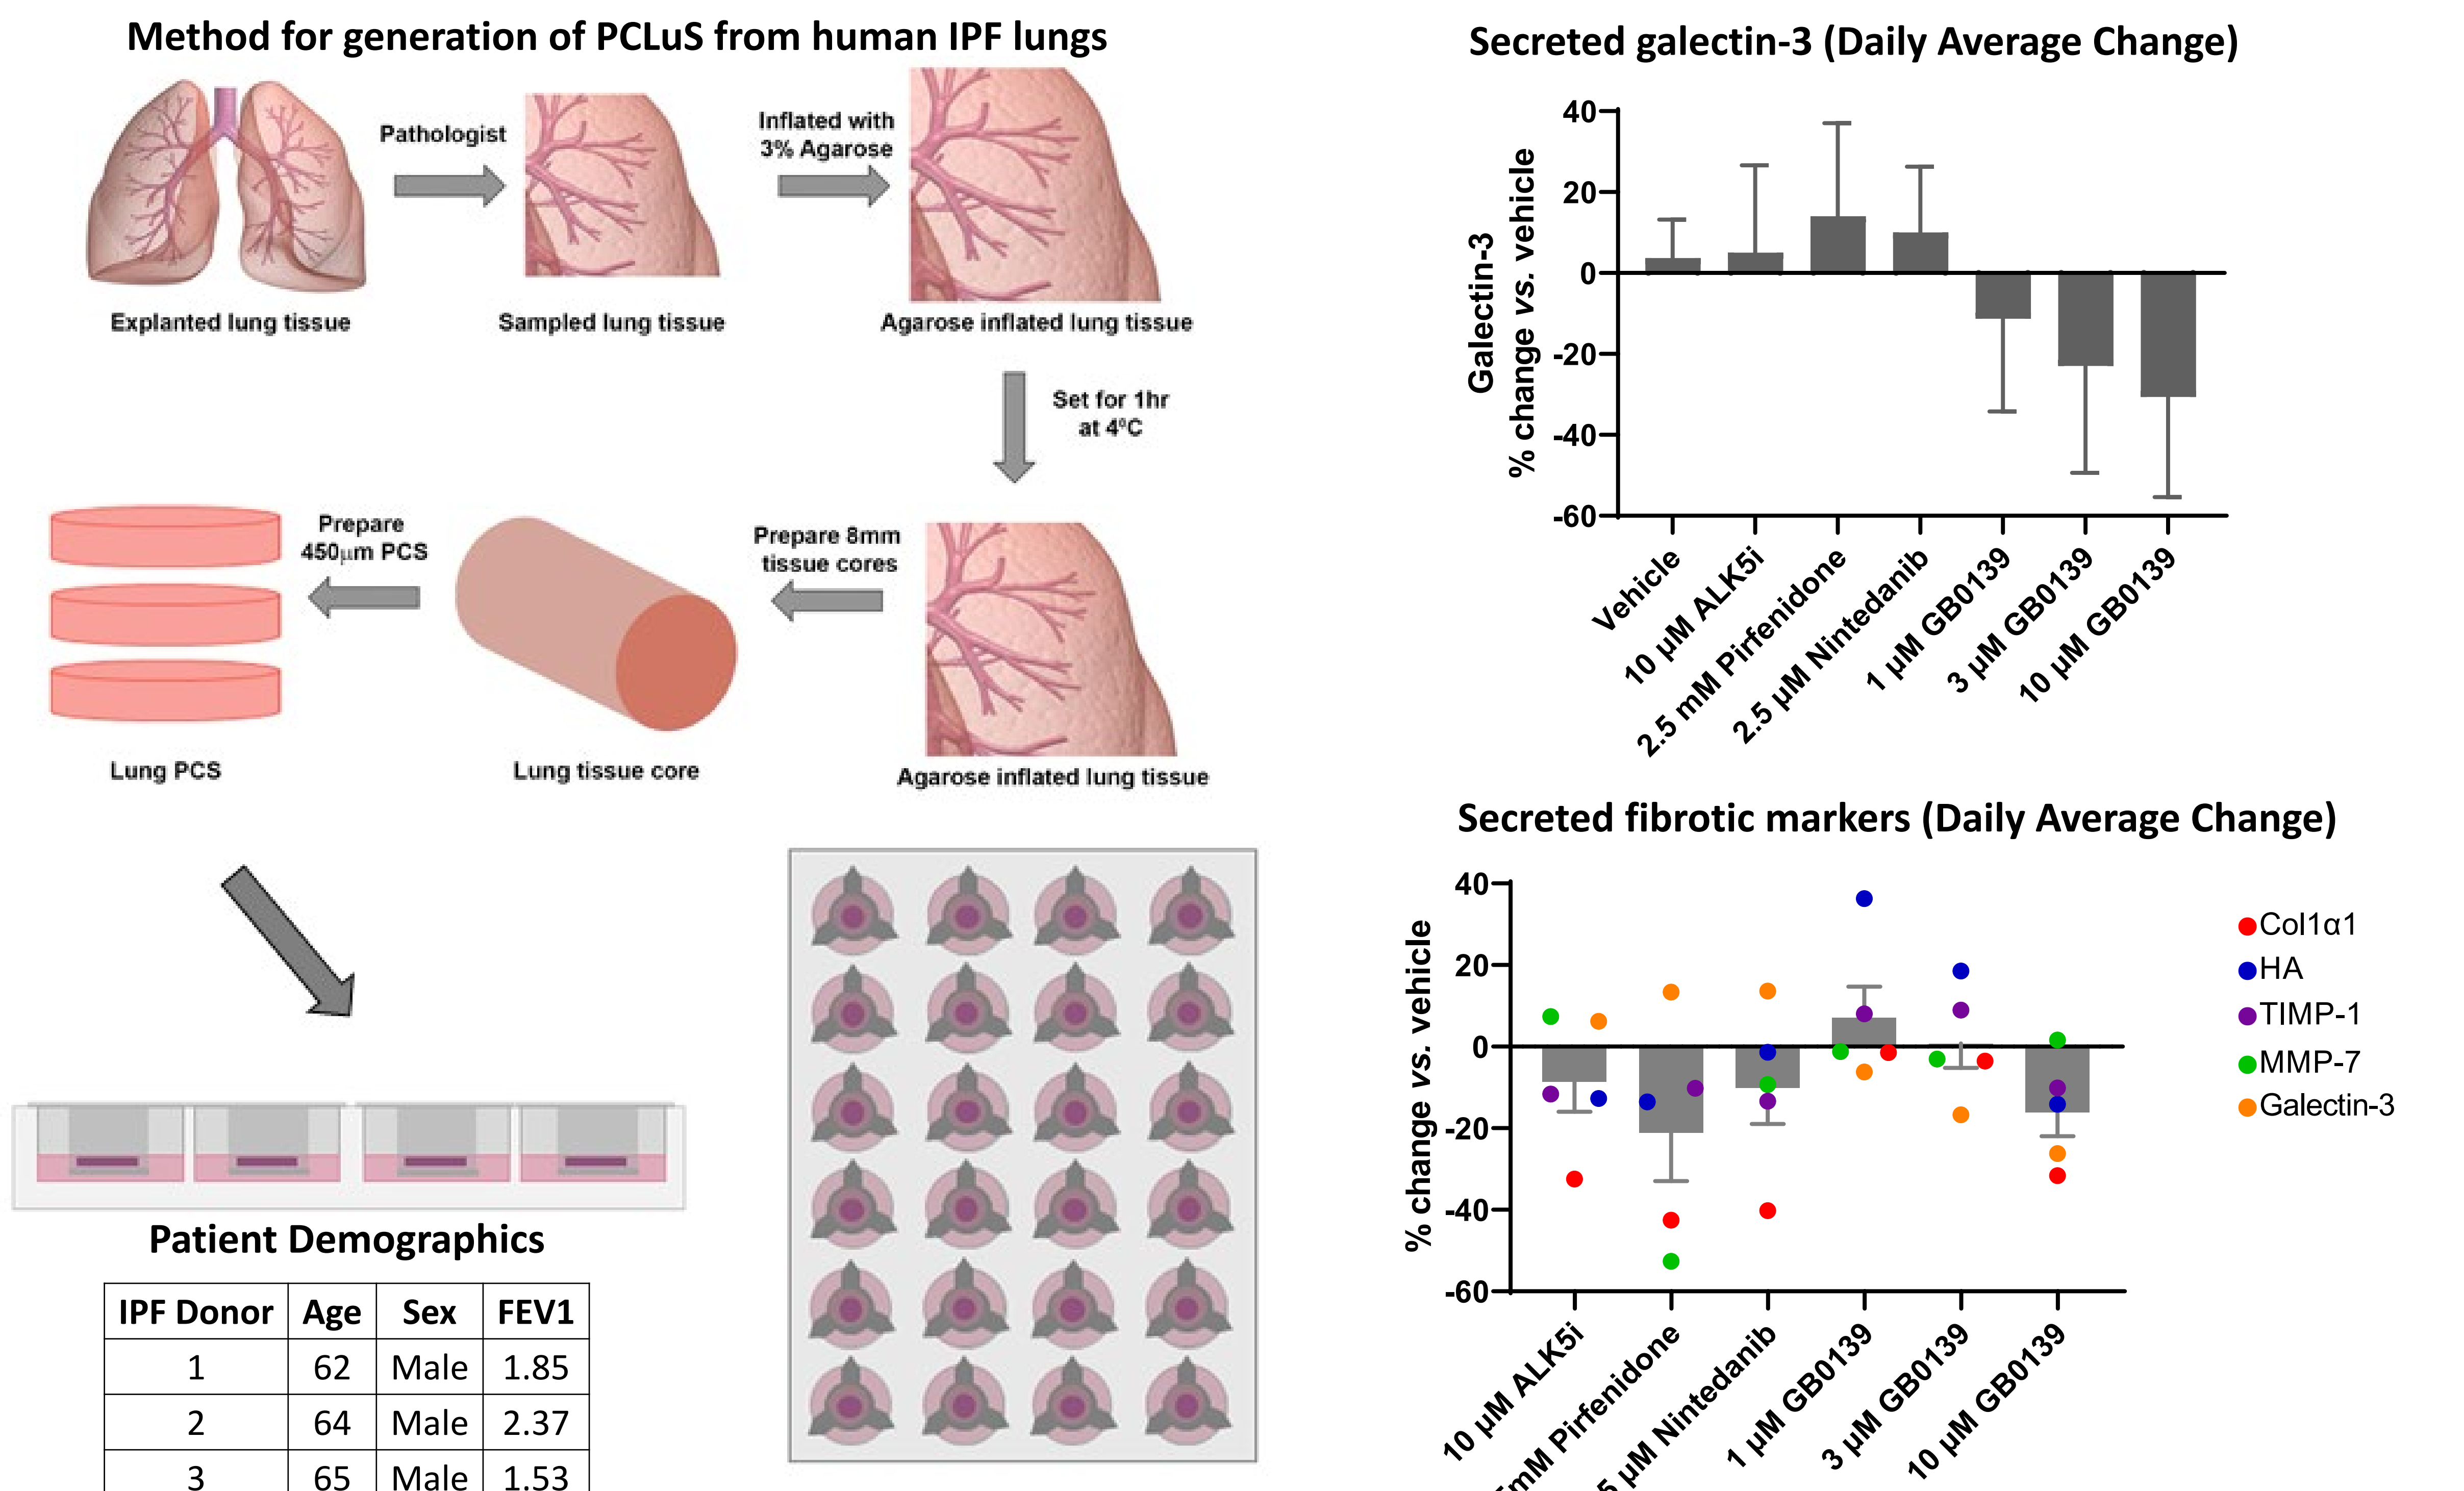 Method for generation of PCLuS from human IPF lungs
Pathologist
Inflated with
3% Agarose
Explanted lung tissue
Sampled lung tissue
Agarose inflated lung tissue
Set for 1hr
at 4⁰C
Prepare
450µm PCS
Prepare 8mm
tissue cores
Lung PCS
Lung tissue core
Agarose inflated lung tissue
Patient Demographics
IPF Donor Age Sex FEV1
1 62 Male 1.85
2 64 Male 2.37
3 65 Male 1.53
Secreted galectin-3 (Daily Average Change)
Galectin-3
% change vs. vehicle
40
20
0
-20
-40
-60
Vehicle
10 µM ALK5i
2.5 mM Pirfenidone
2.5 µM Nintedanib
1 µM GB0139
3 µM GB0139
10 µM GB0139
Secreted fibrotic markers (Daily Average Change)
% change vs. vehicle
40
20
0
-20
-40
-60
10 µM ALK5i
mM Pirfenidone
5 µM Nintedanib
1 µM GB0139
3 µM GB0139
10 µM GB0139
Col1α1
HA
TIMP-1
MMP-7
Galectin-3